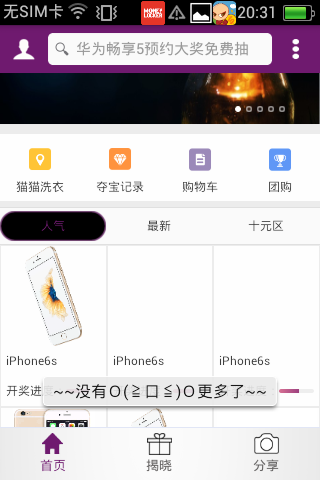 无SIM卡
MONEY LOCKER
20:31
华为畅享5预约大奖免费抽
猫猫洗衣 夺宝记录 购物车 团购
人气 最新 十元区
iPhone6s iPhone6s iPhone6s
开奖进
~~没有O(≧口≦)O更多了~~
首页 揭晓 分享